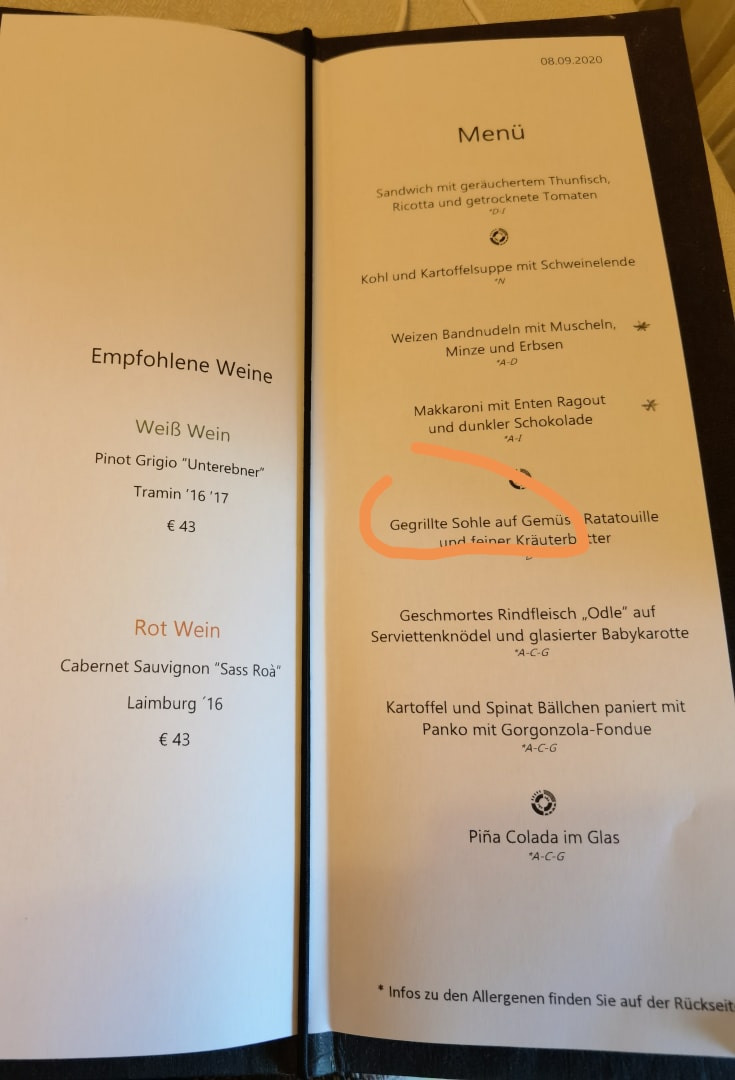 Empfohlene Weine
Weiß Wein
Pinot Grigio "Unterebner"
Tramin '16 '17
€ 43
Rot Wein
Cabernet Sauvignon "Sass Roà"
Laimburg ´16
€ 43
08.09.2020
Menü
Sandwich mit geräuchertem Thunfisch,
Ricotta und getrocknete Tomaten
*D-I
Kohl und Kartoffelsuppe mit Schweinelende
*N
Weizen Bandnudeln mit Muscheln,
Minze und Erbsen
*A-D
Makkaroni mit Enten Ragout
und dunkler Schokolade
*A-I
Gegrillte Sohle auf Gemüs Ratatouille
und feiner Kräuterbutter
Geschmortes Rindfleisch „Odle" auf
Serviettenknödel und glasierter Babykarotte
*A-C-G
Kartoffel und Spinat Bällchen paniert mit
Panko mit Gorgonzola-Fondue
*A-C-G
Piña Colada im Glas
*A-C-G
* Infos zu den Allergenen finden Sie auf der Rückseit